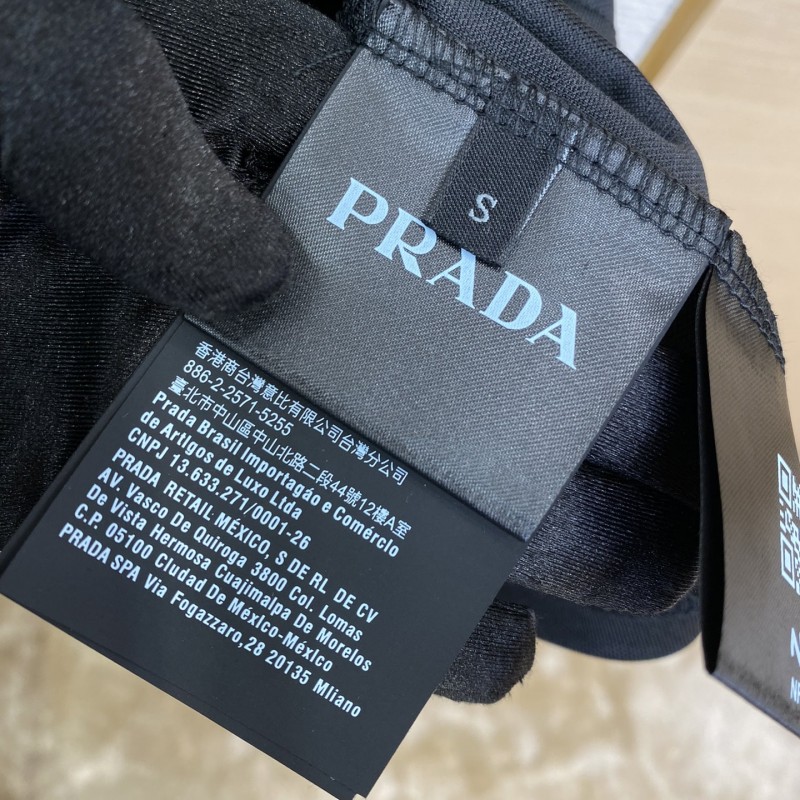 S
PRADA
香港商台灣意比有限公司台灣分公司
886-2-2571-5255
臺北市中山區中山北路二段44號12樓A室
Prada Brasil Importagáo e Comércio
de Artigos de Luxo Ltda
CNPJ 13.633.271/0001-26
PRADA RETAIL MÉXICO, S DE RL DE CV
AV. Vasco De Quiroga 3800 Col. Lomas
De Vista Hermosa Cuajimalpa De Morelos
C.P. 05100 Ciudad De México-México
PRADA SPA Via Fogazzaro,28 20135 Mliano